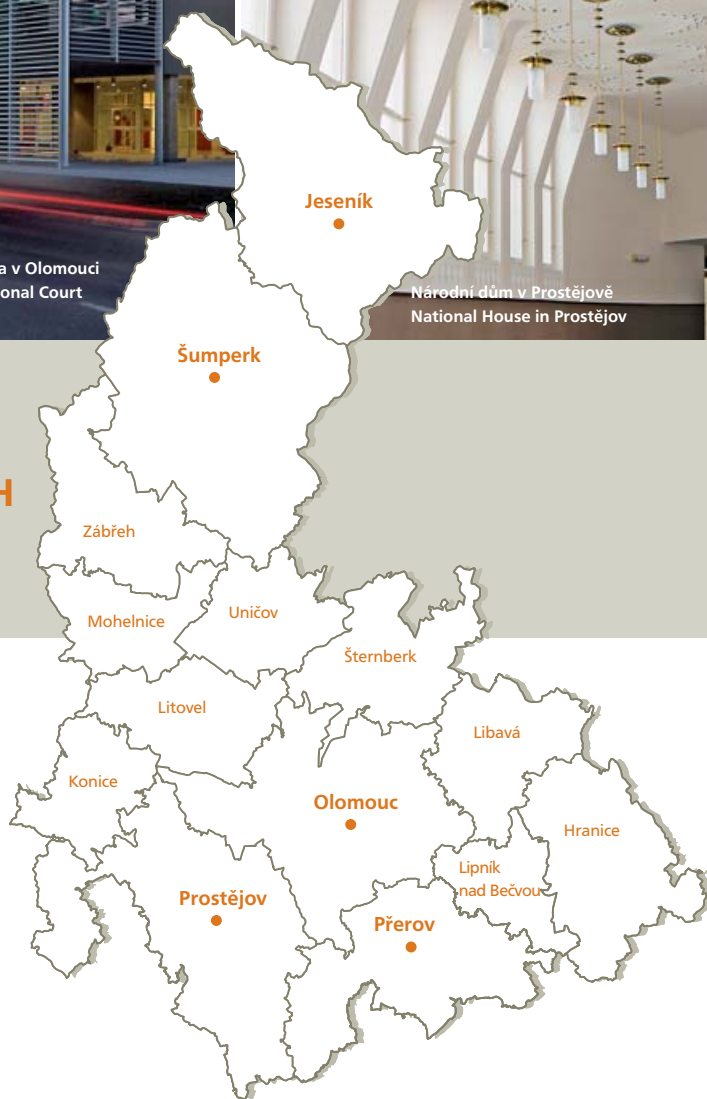 a v Olomouci
onal Court
Národní dům v Prostějově
National House in Prostějov
Jeseník
Šumperk
H
Zábřeh
Mohelnice
Uničov
Šternberk
Litovel
Libavá
Konice
Olomouc
Hranice
Lipník
nad Bečvou
Prostějov
Přerov